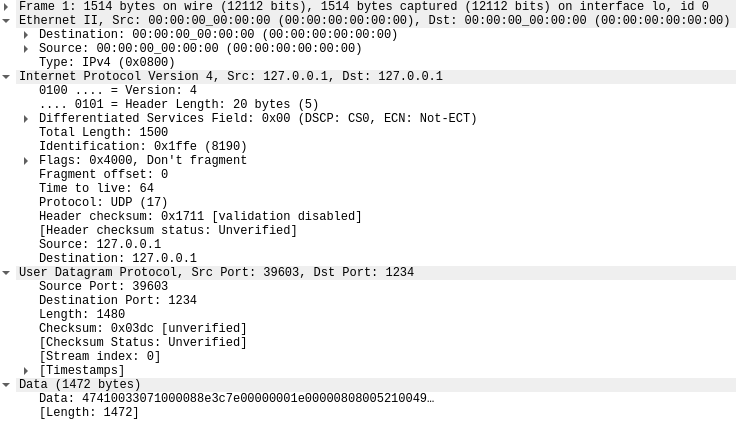 Frame 1: 1514 bytes on wire (12112 bits), 1514 bytes captured (12112 bits) on interface lo, id 0
Ethernet II, Src: 00:00:00_00:00:00 (00:00:00:00:00:00), Dst: 00:00:00_00:00:00 (00:00:00:00:00:00)
Destination: 00:00:00_00:00:00 (00:00:00:00:00:00)
Source: 00:00:00_00:00:00 (00:00:00:00:00:00)
Type: IPv4 (0x0800)
Internet Protocol Version 4, Src: 127.0.0.1, Dst: 127.0.0.1
0100 .... = Version: 4
.... 0101 = Header Length: 20 bytes (5)
Differentiated Services Field: 0x00 (DSCP: CS0, ECN: Not-ECT)
Total Length: 1500
Identification: 0x1ffe (8190)
Flags: 0x4000, Don't fragment
Fragment offset: 0
Time to live: 64
Protocol: UDP (17)
Header checksum: 0x1711 [validation disabled]
[Header checksum status: Unverified]
Source: 127.0.0.1
Destination: 127.0.0.1
User Datagram Protocol, Src Port: 39603, Dst Port: 1234
Source Port: 39603
Destination Port: 1234
Length: 1480
Checksum: 0x03dc [unverified]
[Checksum Status: Unverified]
[Stream index: 0]
[Timestamps]
Data (1472 bytes)
Data: 47410033071000088e3c7e00000001e00000808005210049…
[Length: 1472]